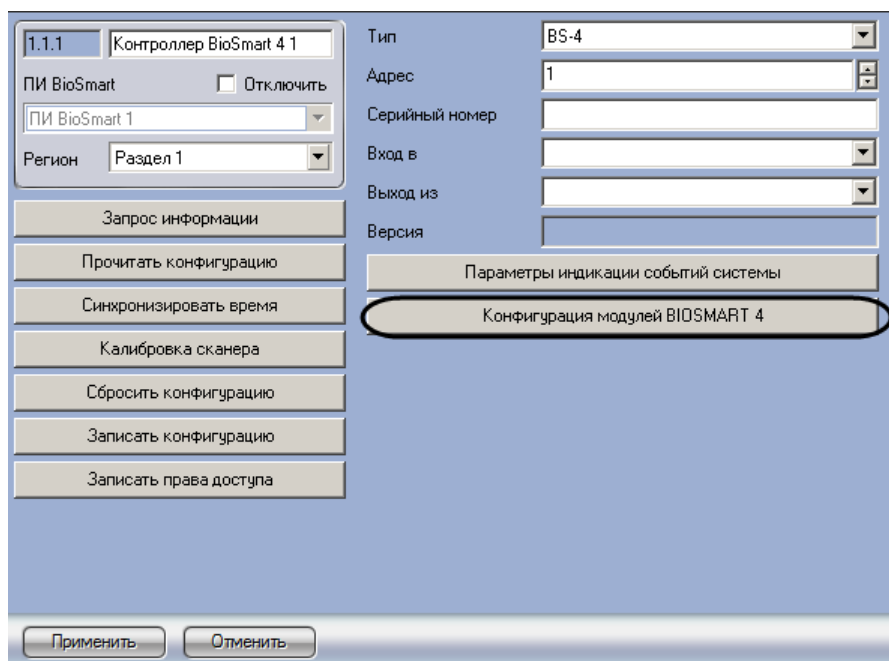 1.1.1 Контроллер BioSmart 4 1
ПИ BioSmart Отключить
ПИ BioSmart 1
Регион Раздел 1
Запрос информации
Прочитать конфигурацию
Синхронизировать время
Калибровка сканера
Сбросить конфигурацию
Записать конфигурацию
Записать права доступа
Тип BS-4
Адрес 1
Серийный номер
Вход в
Выход из
Версия
Параметры индикации событий системы
Конфигурация модулей BIOSMART 4
Применить Отменить